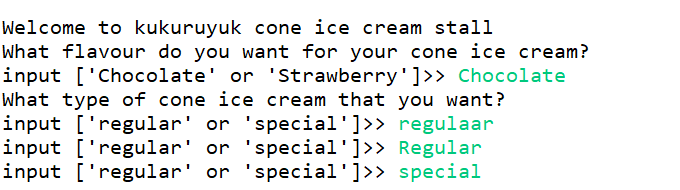 Welcome to kukuruyuk cone ice cream stall
What flavour do you want for your cone ice cream?
input ['Chocolate' or 'Strawberry']>> Chocolate
What type of cone ice cream that you want?
input ['regular' or 'special']>> regulaar
input ['regular' or 'special']>> Regular
input ['regular' or 'special']>> special